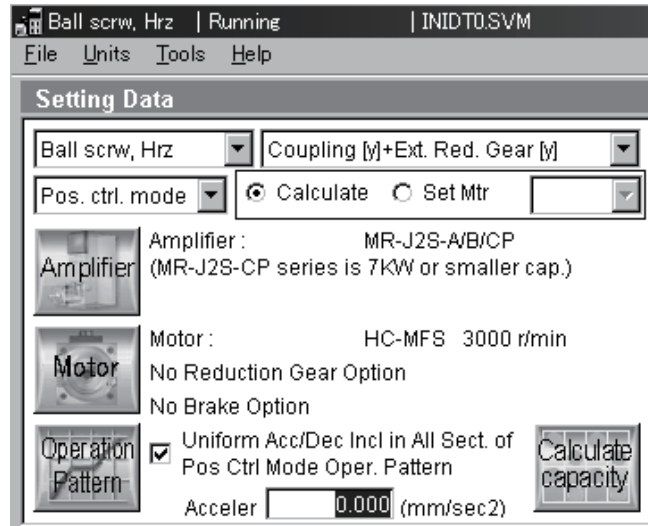 Ball scrw, Hrz | Running | INIDT0.SVM
File Units Tools Help
Setting Data
Ball scrw, Hrz Coupling [y]+Ext. Red. Gear [y]
Pos. ctrl. mode Calculate Set Mtr
Amplifier
Amplifier : MR-J2S-A/B/CP
(MR-J2S-CP series is 7KW or smaller cap.)
Motor
Motor : HC-MFS 3000 r/min
No Reduction Gear Option
No Brake Option
Operation
Pattern
Uniform Acc/Dec Incl in All Sect. of
Pos Ctrl Mode Oper. Pattern
Acceler 0.000 (mm/sec2)
Calculate
capacity